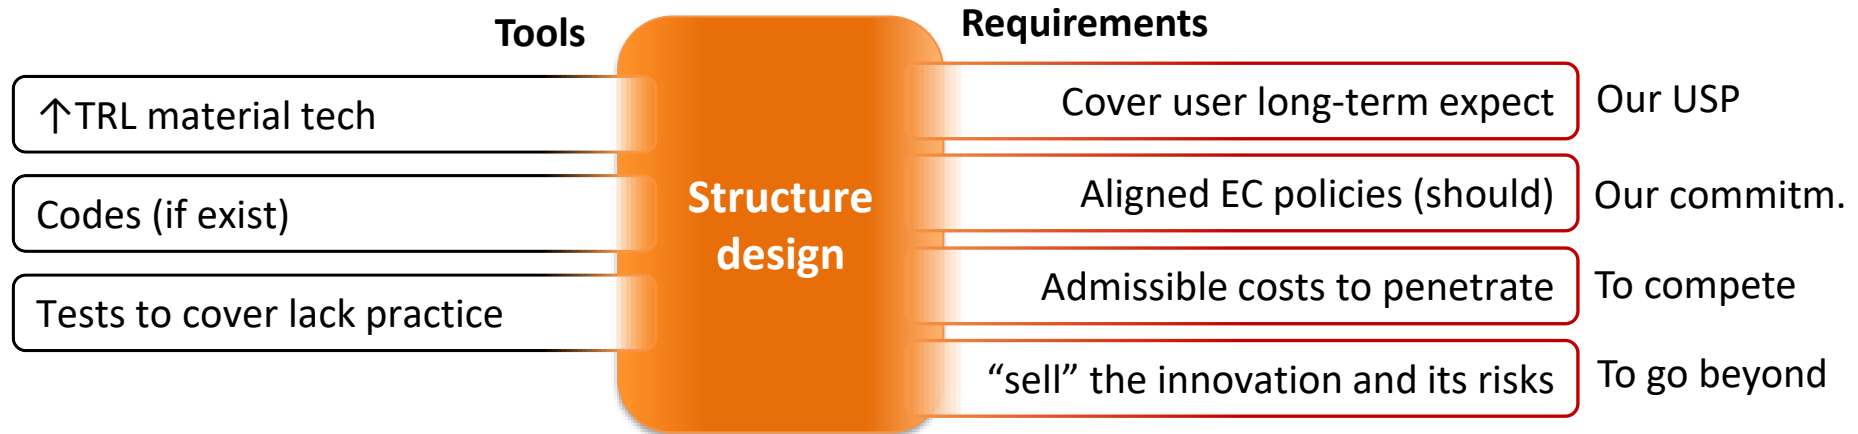 Tools
↑TRL material tech
Codes (if exist)
Tests to cover lack practice
Structure
design
Requirements
Cover user long-term expect
Our USP
Aligned EC policies (should)
Our commitm.
Admissible costs to penetrate
To compete
“sell” the innovation and its risks
To go beyond